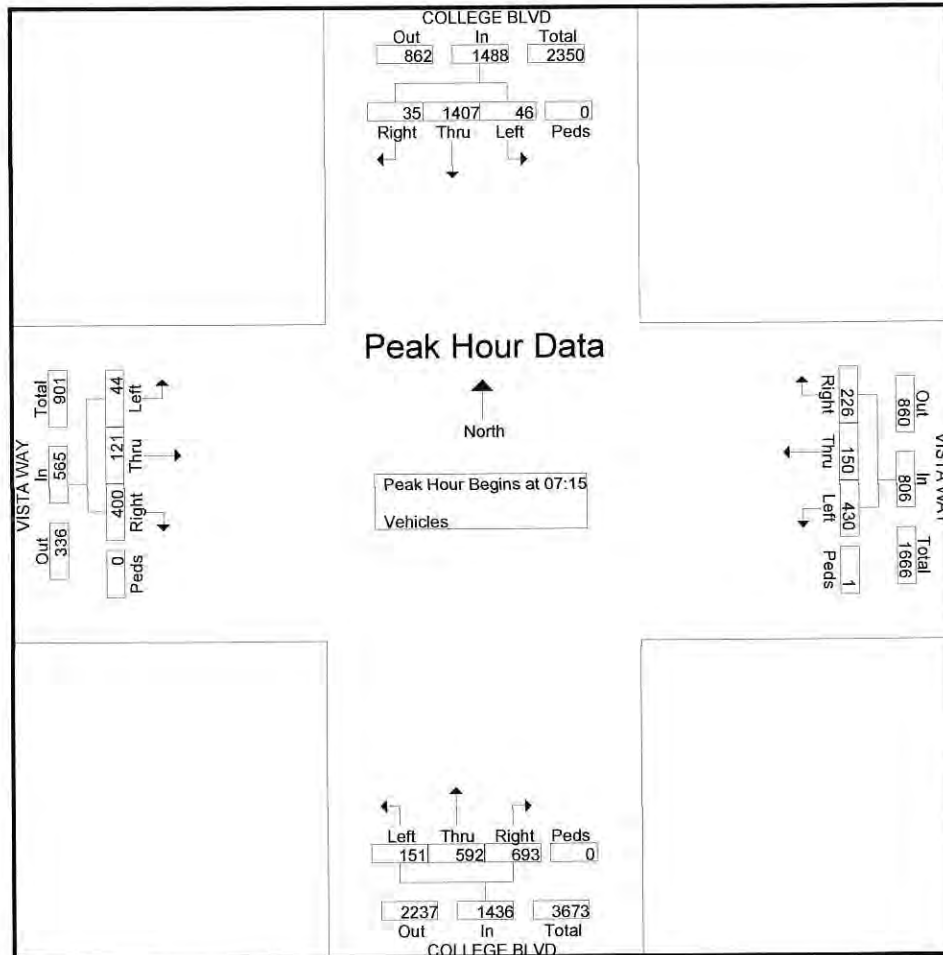 COLLEGE BLVD
Out In Total
862 1488 2350
35 1407 46 0
Right Thru Left Peds
Peak Hour Data
North
Peak Hour Begins at 07:15
Vehicles
VISTA WAY
Total In Out
901 565 336
44 121 400 0
Left Thru Right Peds
VISTA WAY
Out In Total
860 806 1666
226 150 430 1
Right Thru Left Peds
Left Thru Right Peds
151 592 693 0
2237 1436 3673
Out In Total
COLLEGE BLVD